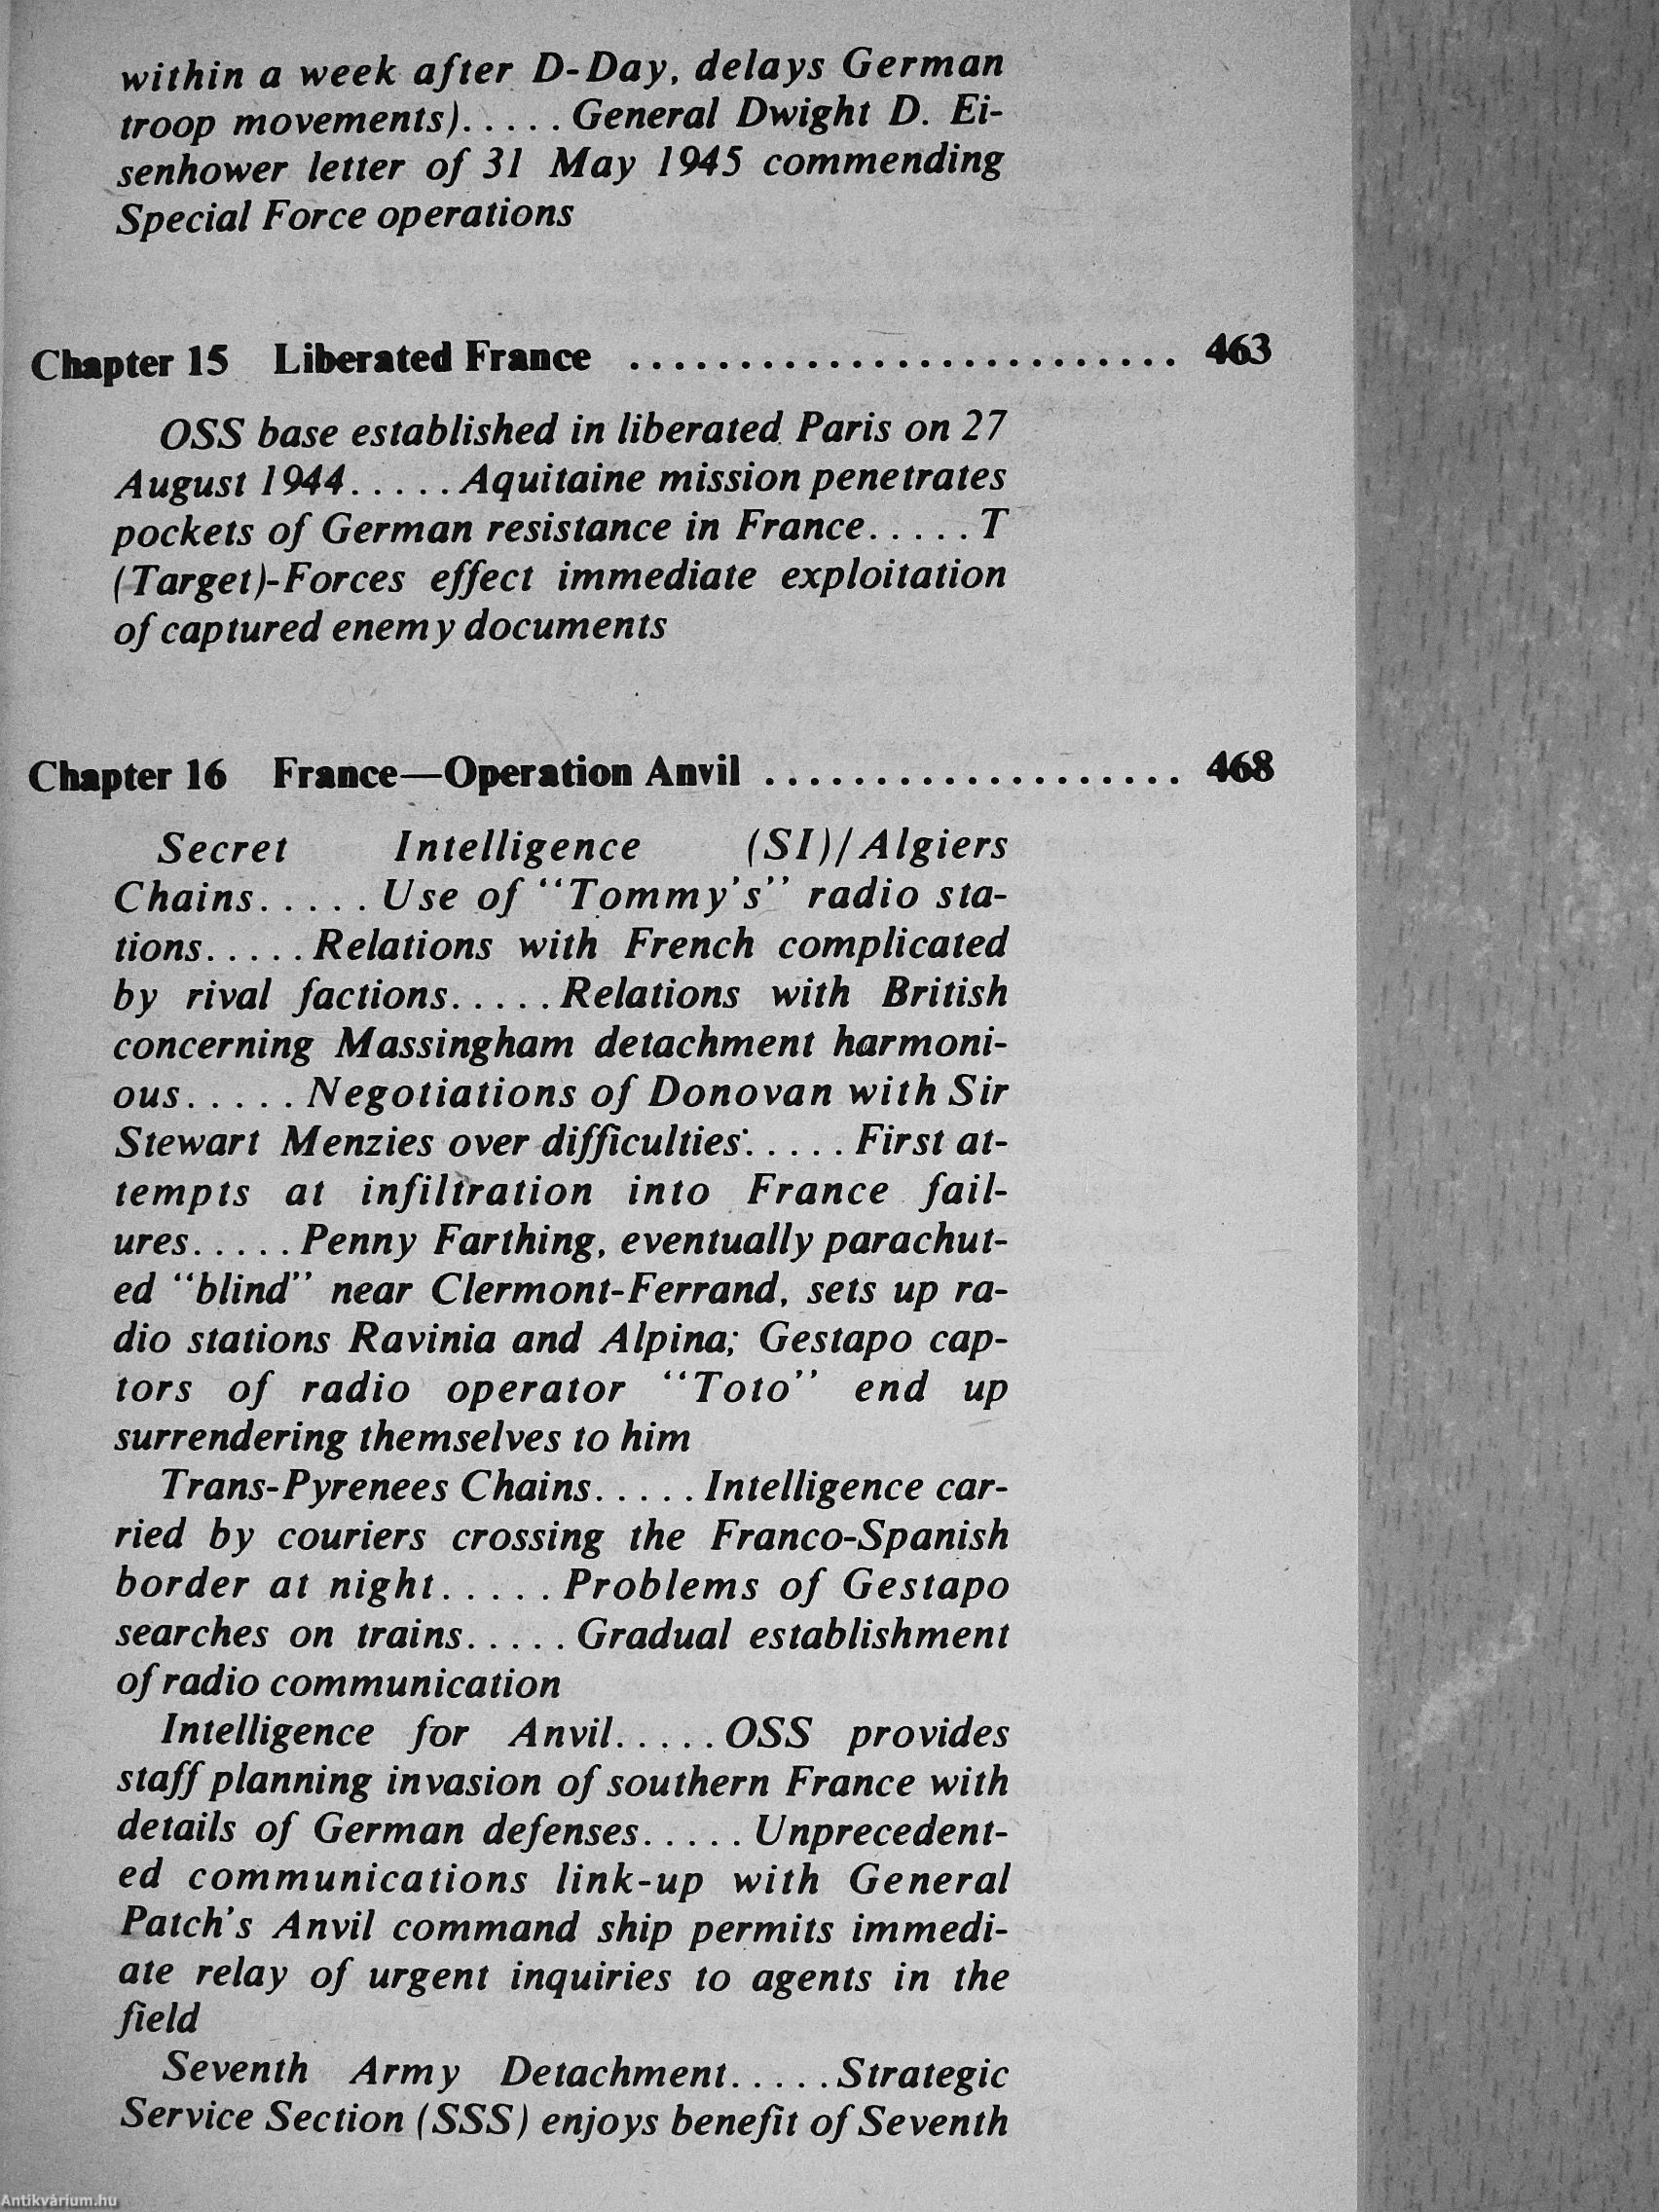 within a week after D-Day, delays German
troop movements). . . . . General Dwight D. Ei-
senhower letter of 31 May 1945 commending
Special Force operations
Chapter 15 Liberated France ......................... 463
OSS base established in liberated Paris on 27
August 1944. . . . . Aquitaine mission penetrates
pockets of German resistance in France. . . . . T
(Target)-Forces effect immediate exploitation
of captured enemy documents
Chapter 16 France—Operation Anvil ................... 468
Secret Intelligence (SI)/Algiers
Chains. . . . . Use of "Tommy's" radio sta-
tions. . . . . Relations with French complicated
by rival factions. . . . . Relations with British
concerning Massingham detachment harmoni-
ous. . . . . Negotiations of Donovan with Sir
Stewart Menzies over difficulties. . . . . First at-
tempts at infiltration into France fail-
ures. . . . . Penny Farthing, eventually parachut-
ed "blind" near Clermont-Ferrand, sets up ra-
dio stations Ravinia and Alpina; Gestapo cap-
tors of radio operator "Toto" end up
surrendering themselves to him
Trans-Pyrenees Chains. . . . . Intelligence car-
ried by couriers crossing the Franco-Spanish
border at night. . . . . Problems of Gestapo
searches on trains. . . . . Gradual establishment
of radio communication
Intelligence for Anvil. . . . . OSS provides
staff planning invasion of southern France with
details of German defenses. . . . . Unprecedent-
ed communications link-up with General
Patch's Anvil command ship permits immedi-
ate relay of urgent inquiries to agents in the
field
Seventh Army Detachment. . . . . Strategic
Service Section (SSS) enjoys benefit of Seventh
Antikvárium.hu